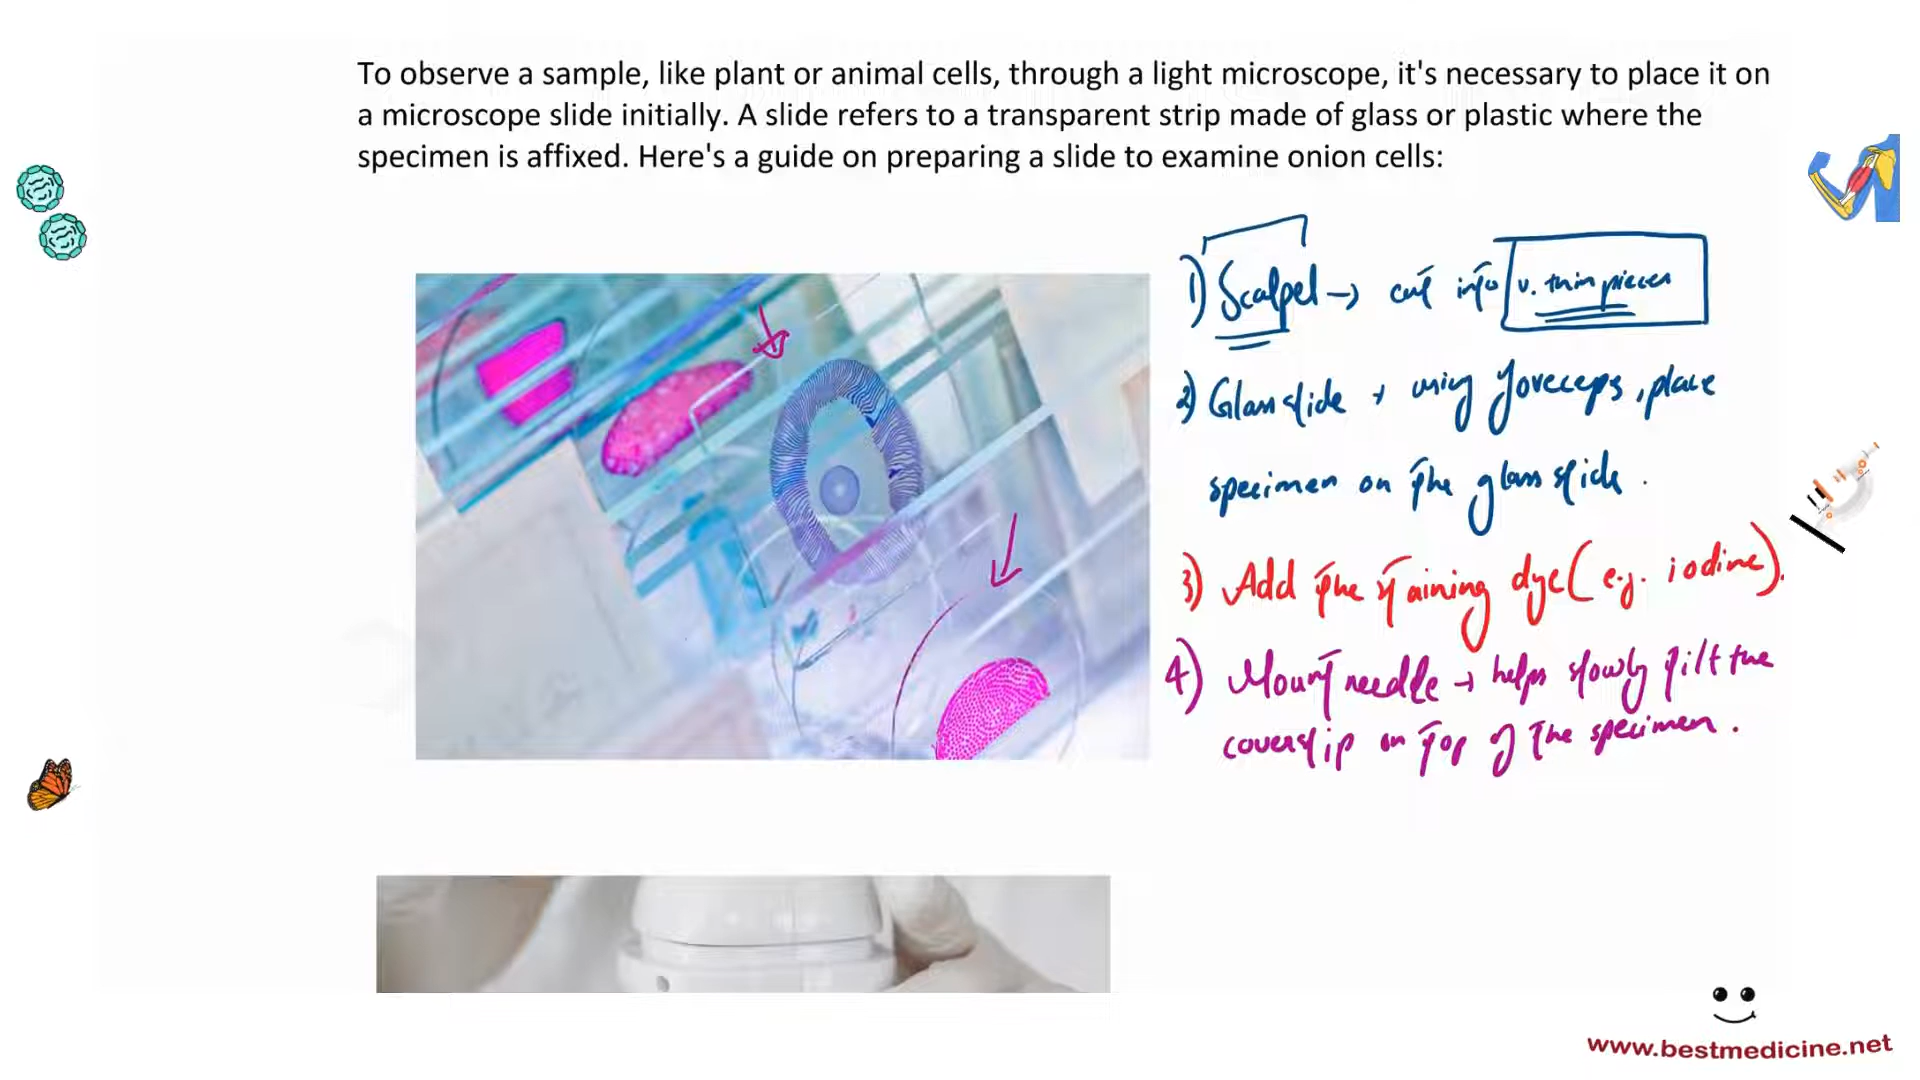 To observe a sample, like plant or animal cells, through a light microscope, it's necessary to place it on
a microscope slide initially. A slide refers to a transparent strip made of glass or plastic where the
specimen is affixed. Here's a guide on preparing a slide to examine onion cells:
1) Scalpel → cut into v. thin pieces
2) Glass slide + using foreceps, place
specimen on the glass slide.
3) Add the staining dye (e.g. iodine).
4) Mount needle → helps slowly tilt the
coverslip on top of the specimen.
www.bestmedicine.net